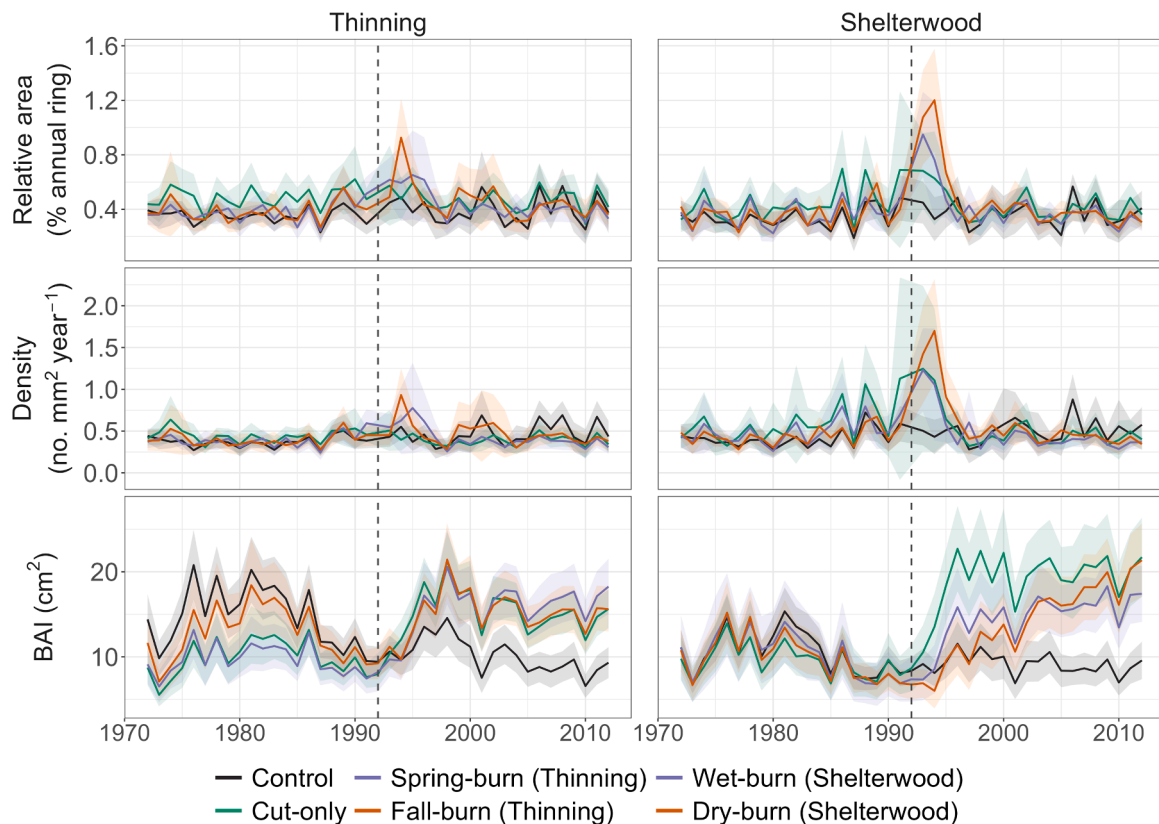 Thinning
Shelterwood
Relative area
(% annual ring)
1.6
1.2
0.8
0.4
Density
(no. mm² year⁻¹)
2.0
1.5
1.0
0.5
0.0
BAI (cm²)
20
10
1970 1980 1990 2000 2010 1970 1980 1990 2000 2010
Control Spring-burn (Thinning) Wet-burn (Shelterwood)
Cut-only Fall-burn (Thinning) Dry-burn (Shelterwood)